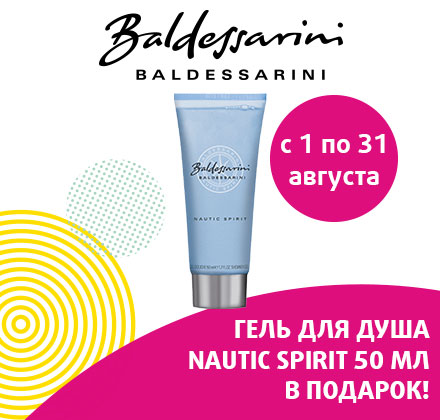 Baldessarini
BALDESSARINI
с 1 по 31
августа
Baldessarini
BALDESSARINI
NAUTIC SPIRIT
ГЕЛЬ ДЛЯ ДУША
NAUTIC SPIRIT 50 МЛ
В ПОДАРОК!